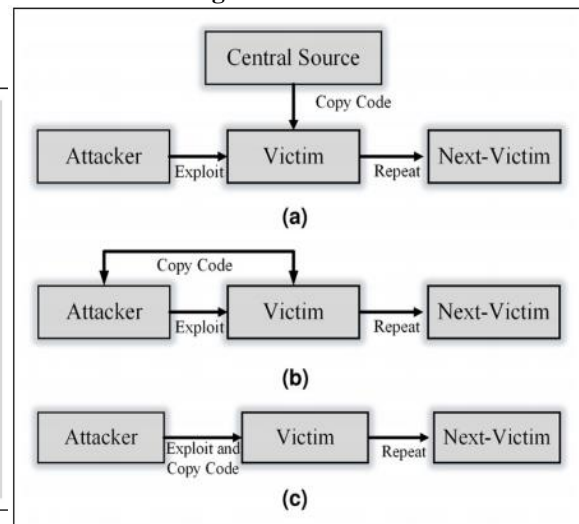 Central Source
Copy Code
Attacker
Victim
Next-Victim
Exploit
Repeat
(a)
Copy Code
Attacker
Victim
Next-Victim
Exploit
Repeat
(b)
Attacker
Victim
Next-Victim
Exploit and
Copy Code
Repeat
(c)